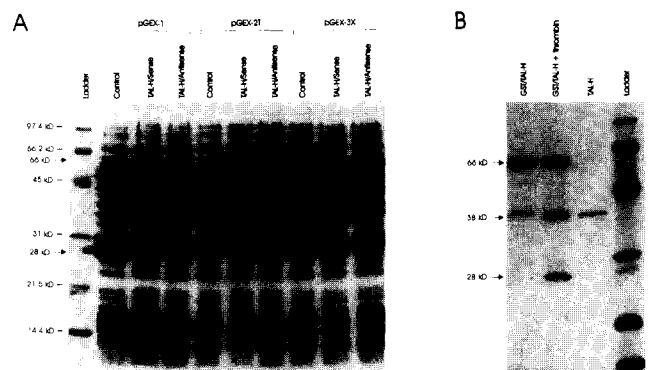 A
pGEX-1
pGEX-2T
pGEX-3X
Ladder
Control
TAL-H/Sense
TAL-H/Antisense
Control
TAL-H/Sense
TAL-H/Antisense
Control
TAL-H/Sense
TAL-H/Antisense
97.4 kD
66.2 kD
66 kD
45 kD
31 kD
28 kD
21.5 kD
14.4 kD
B
GST/TAL-H
GST/TAL-H + thrombin
TAL-H
Ladder
66 kD
38 kD
28 kD